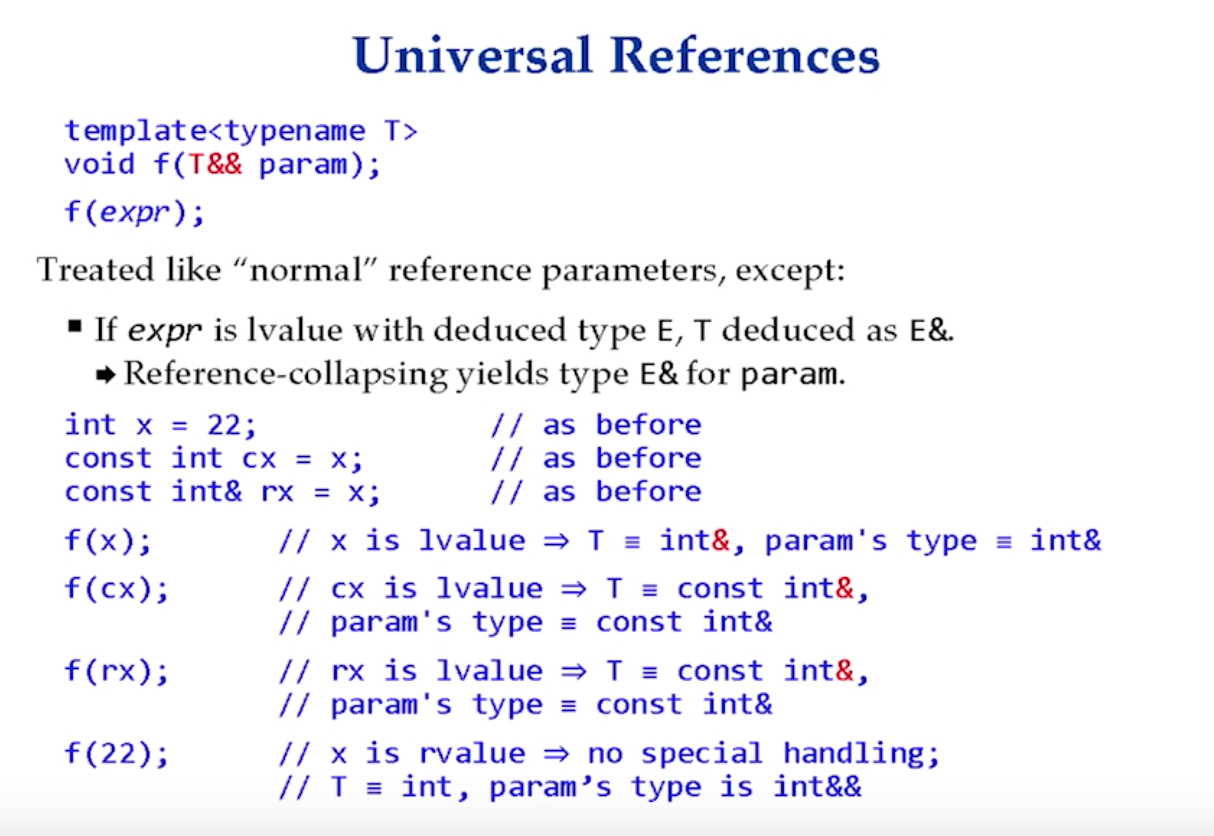 Universal References
template<typename T>
void f(T&& param);
f(expr);
Treated like “normal” reference parameters, except:
▪ If expr is lvalue with deduced type E, T deduced as E&.
➡ Reference-collapsing yields type E& for param.
int x = 22; // as before
const int cx = x; // as before
const int& rx = x; // as before
f(x); // x is lvalue ⇒ T ≡ int&, param's type ≡ int&
f(cx); // cx is lvalue ⇒ T ≡ const int&,
// param's type ≡ const int&
f(rx); // rx is lvalue ⇒ T ≡ const int&,
// param's type ≡ const int&
f(22); // x is rvalue ⇒ no special handling;
// T ≡ int, param’s type is int&&